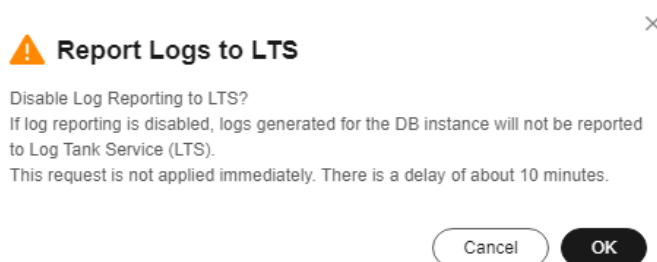 Report Logs to LTS
Disable Log Reporting to LTS?
If log reporting is disabled, logs generated for the DB instance will not be reported
to Log Tank Service (LTS).
This request is not applied immediately. There is a delay of about 10 minutes.
Cancel OK